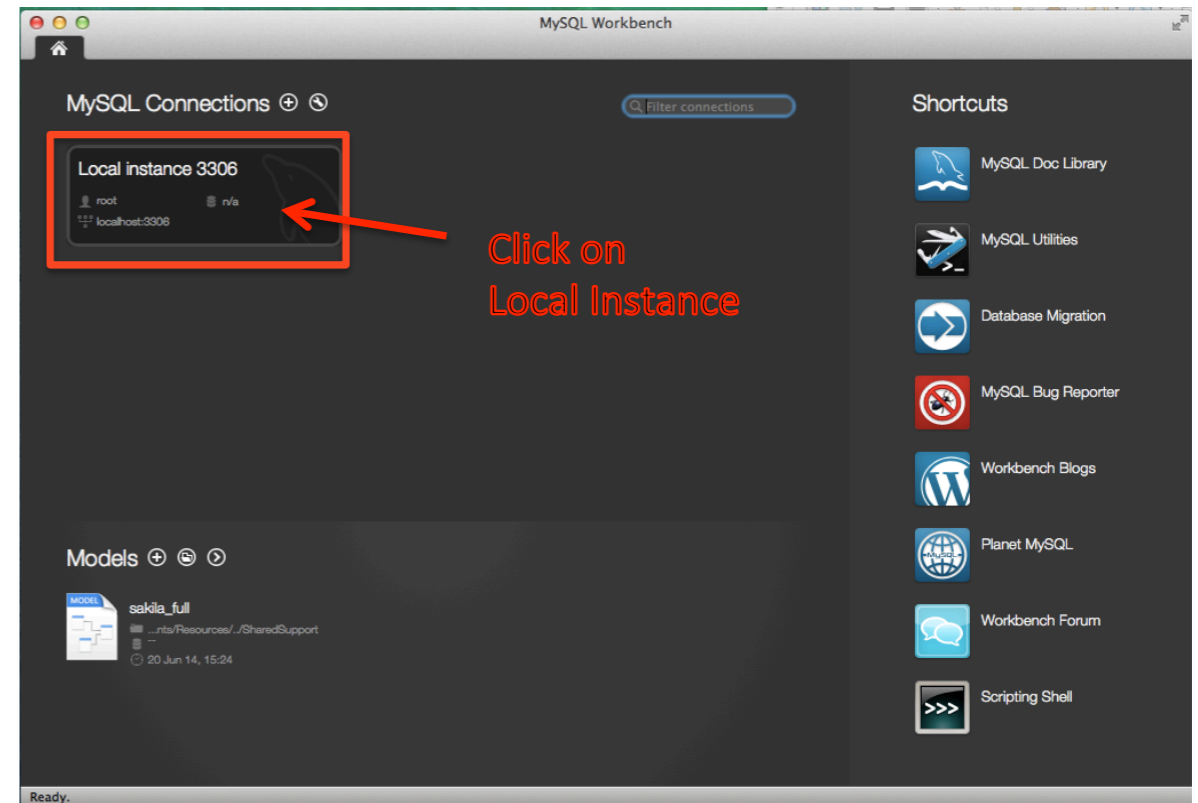 MySQL Workbench
MySQL Connections
Filter connections
Shortcuts
Local instance 3306
root
n/a
localhost:3306
Click on
Local Instance
MySQL Doc Library
MySQL Utilities
Database Migration
MySQL Bug Reporter
Workbench Blogs
Planet MySQL
Workbench Forum
Scripting Shell
>_
W
MySQL
>>>
Models
MODEL
sakila_full
...nts/Resources/../SharedSupport
--
20 Jun 14, 15:24
Ready.